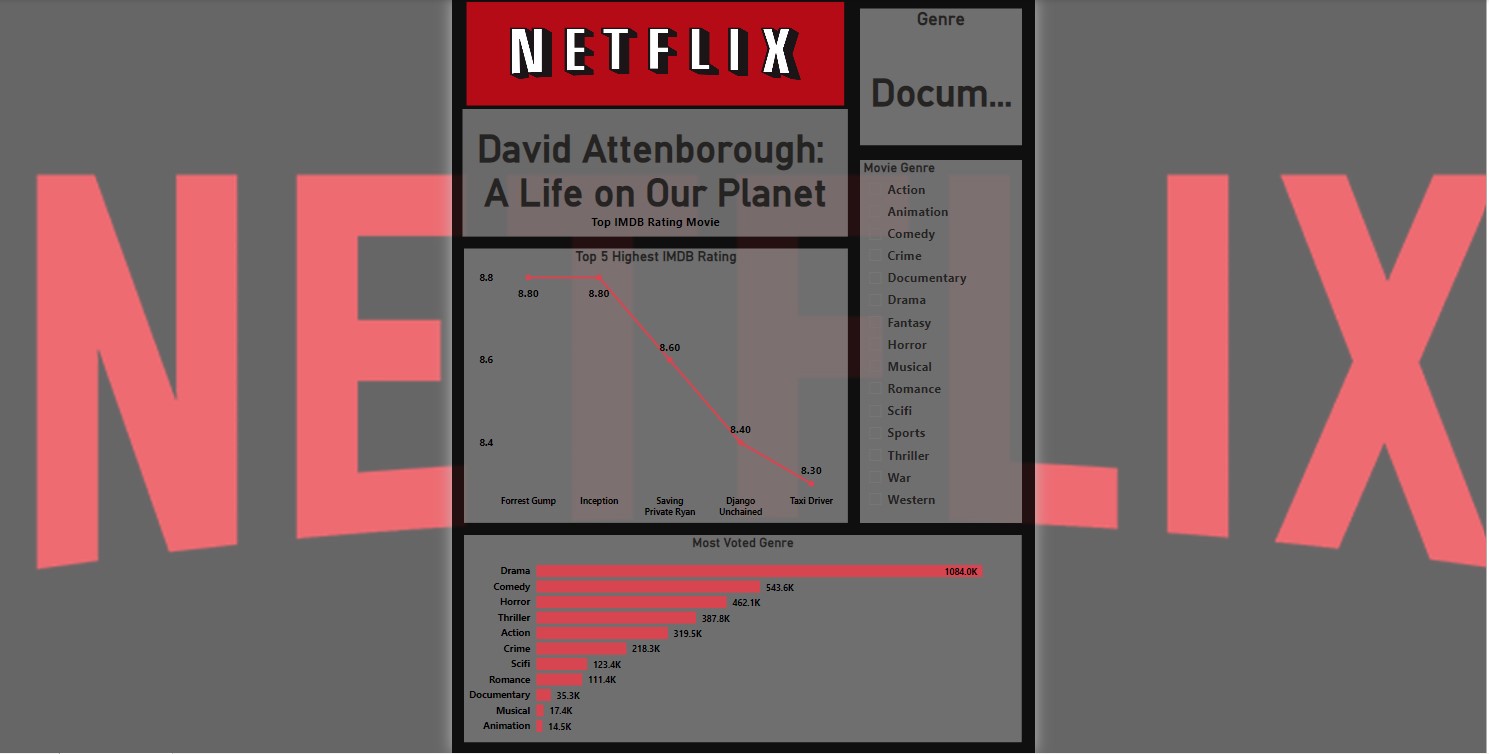 NETFLIX
NETFLIX
David Attenborough:
A Life on Our Planet
Top IMDB Rating Movie
Genre
Docum...
Top 5 Highest IMDB Rating
8.8
8.6
8.4
8.80
8.80
8.60
8.40
8.30
Forrest Gump
Inception
Saving
Private Ryan
Django
Unchained
Taxi Driver
Movie Genre
Action
Animation
Comedy
Crime
Documentary
Drama
Fantasy
Horror
Musical
Romance
Scifi
Sports
Thriller
War
Western
Most Voted Genre
Drama 1084.0K
Comedy 543.6K
Horror 462.1K
Thriller 387.8K
Action 319.5K
Crime 218.3K
Scifi 123.4K
Romance 111.4K
Documentary 35.3K
Musical 17.4K
Animation 14.5K